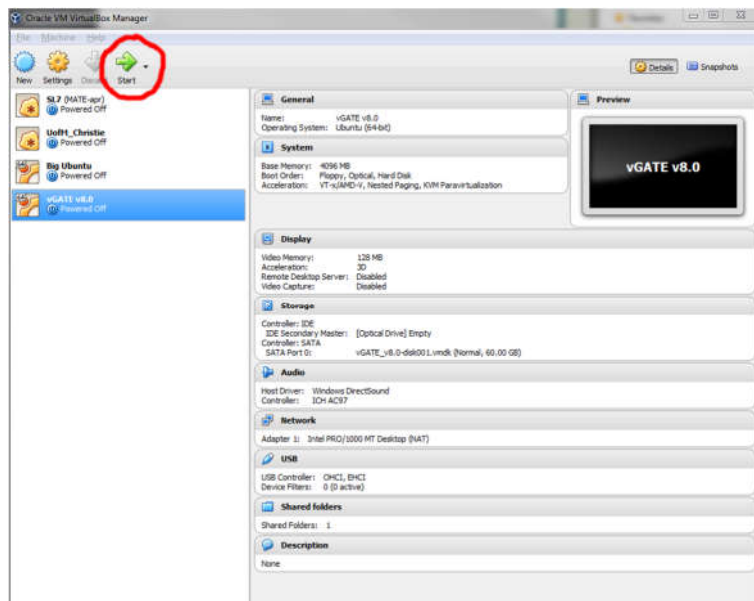 Oracle VM VirtualBox Manager
File Machine Help
New Settings Discard Start
Details Snapshots
SL7 (MATE-apr)
Powered Off
UofM_Christie
Powered Off
Big Ubuntu
Powered Off
vGATE v8.0
Powered Off
General
Name: vGATE v8.0
Operating System: Ubuntu (64-bit)
System
Base Memory: 4096 MB
Boot Order: Floppy, Optical, Hard Disk
Acceleration: VT-x/AMD-V, Nested Paging, KVM Paravirtualization
Preview
vGATE v8.0
Display
Video Memory: 128 MB
Acceleration: 3D
Remote Desktop Server: Disabled
Video Capture: Disabled
Storage
Controller: IDE
IDE Secondary Master: [Optical Drive] Empty
Controller: SATA
SATA Port 0: vGATE_v8.0-disk001.vmdk (Normal, 60.00 GB)
Audio
Host Driver: Windows DirectSound
Controller: ICH AC97
Network
Adapter 1: Intel PRO/1000 MT Desktop (NAT)
USB
USB Controller: OHCI, EHCI
Device Filters: 0 (0 active)
Shared folders
Shared Folders: 1
Description
None